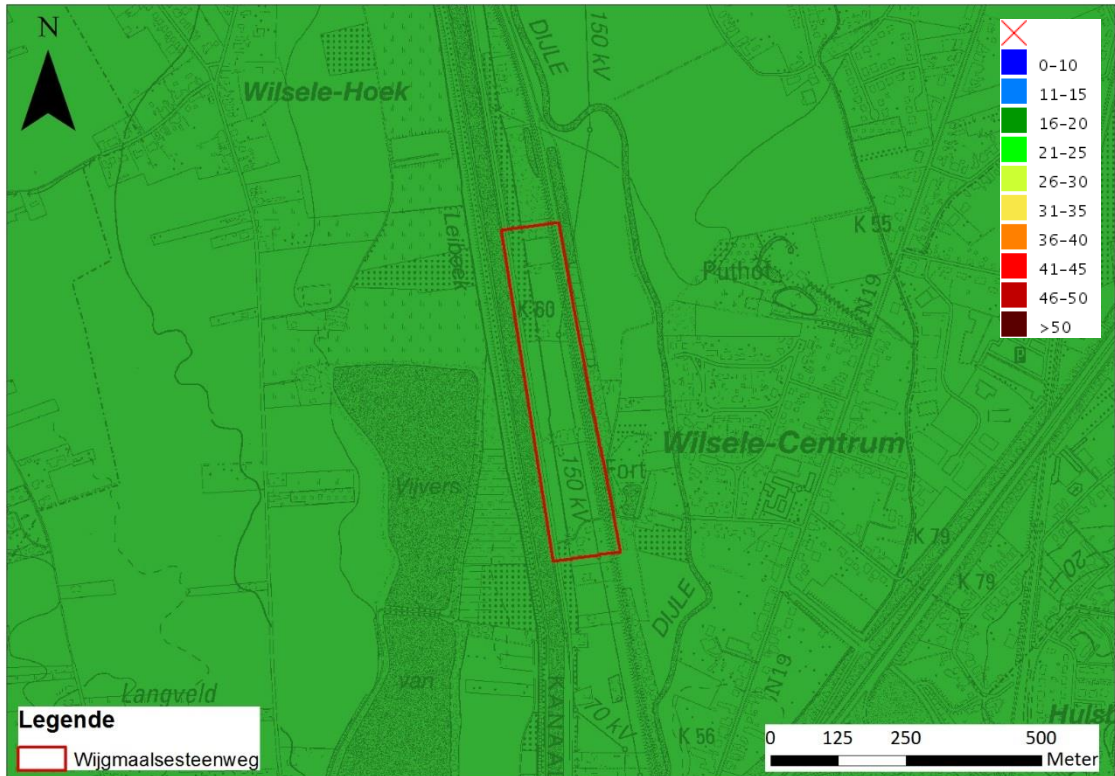 N
Wilsele-Hoek
DIJLE
150 kV
Leibeek
K 60
K 55
Puthof
N19
P
Wilsele-Centrum
150 kV
Fort
Vijvers
K 79
K 79
20
DIJLE
N19
Langveld
van
KANAAL
70 kV
K 56
Hulsb
0-10
11-15
16-20
21-25
26-30
31-35
36-40
41-45
46-50
>50
Legende
Wijgmaalsesteenweg
0 125 250 500
Meter